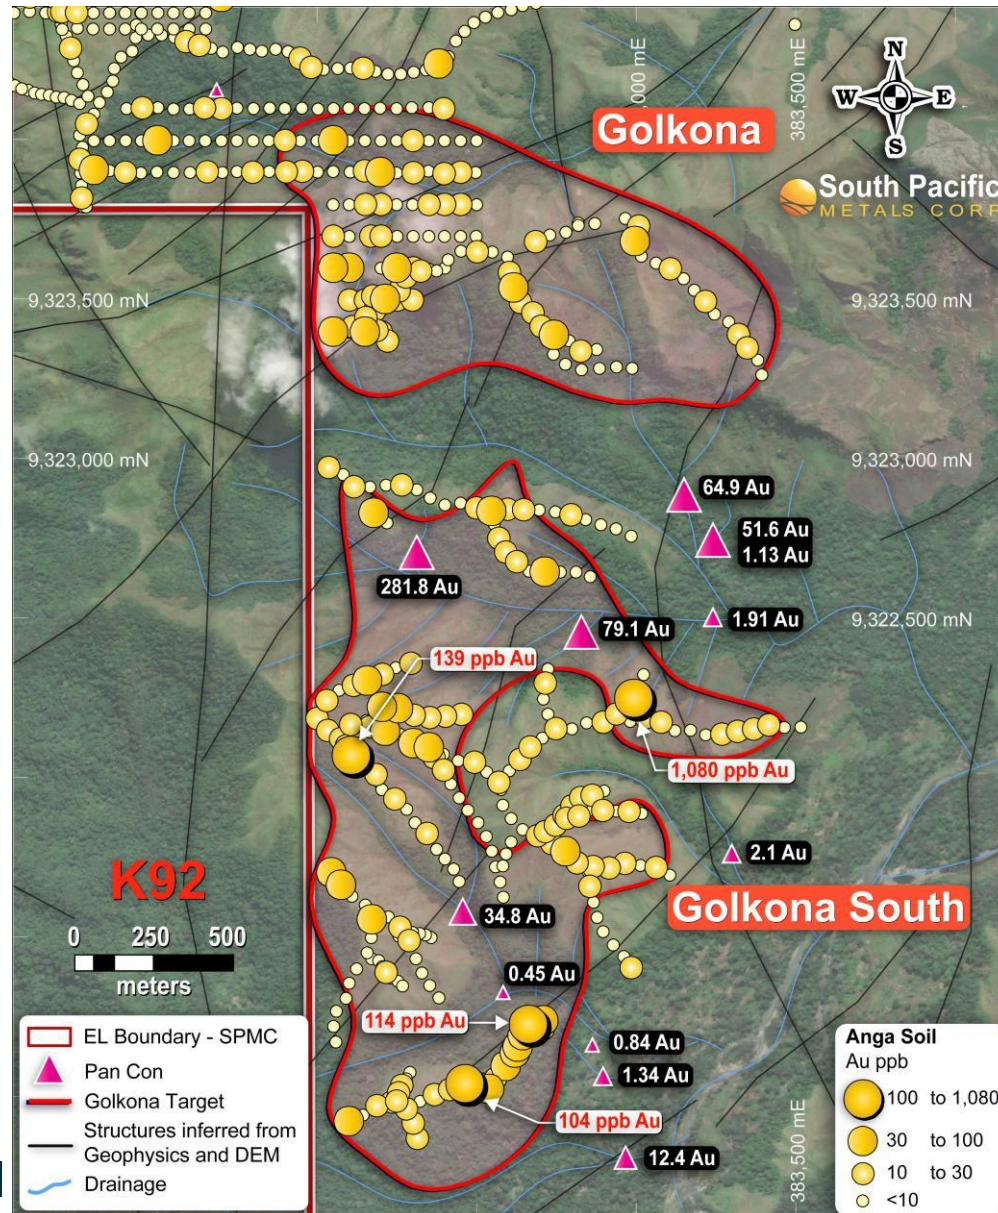 383,500 mE
,000 mE
N
W E
S
Golkona
South Pacific
METALS CORP
9,323,500 mN
9,323,500 mN
9,323,000 mN
9,323,000 mN
64.9 Au
51.6 Au
1.13 Au
281.8 Au
1.91 Au
9,322,500 mN
79.1 Au
139 ppb Au
1,080 ppb Au
2.1 Au
K92
Golkona South
34.8 Au
0 250 500
meters
0.45 Au
114 ppb Au
0.84 Au
1.34 Au
104 ppb Au
12.4 Au
383,500 mE
EL Boundary - SPMC
Pan Con
Golkona Target
Structures inferred from
Geophysics and DEM
Drainage
Anga Soil
Au ppb
100 to 1,080
30 to 100
10 to 30
<10